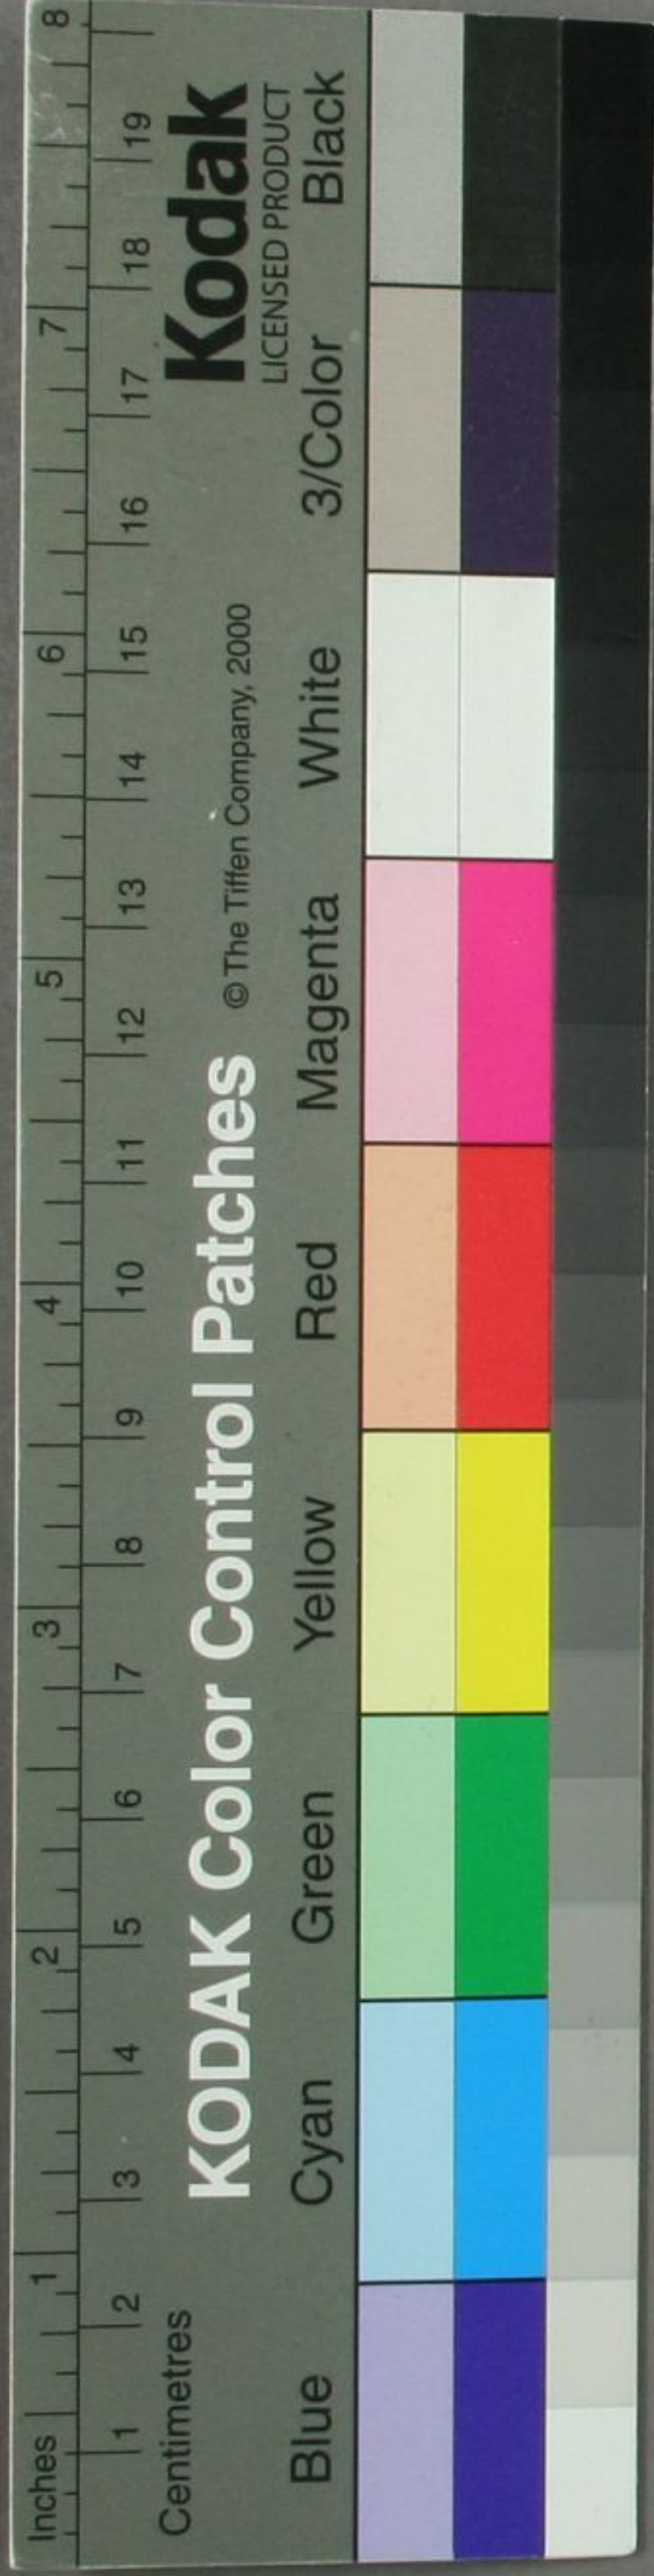 Inches 1 2 3 4 5 6 7 8
1 2 3 4 5 6 7 8 9 10 11 12 13 14 15 16 17 18 19
Centimetres
KODAK Color Control Patches © The Tiffen Company, 2000 Kodak
LICENSED PRODUCT
Blue Cyan Green Yellow Red Magenta White 3/Color Black